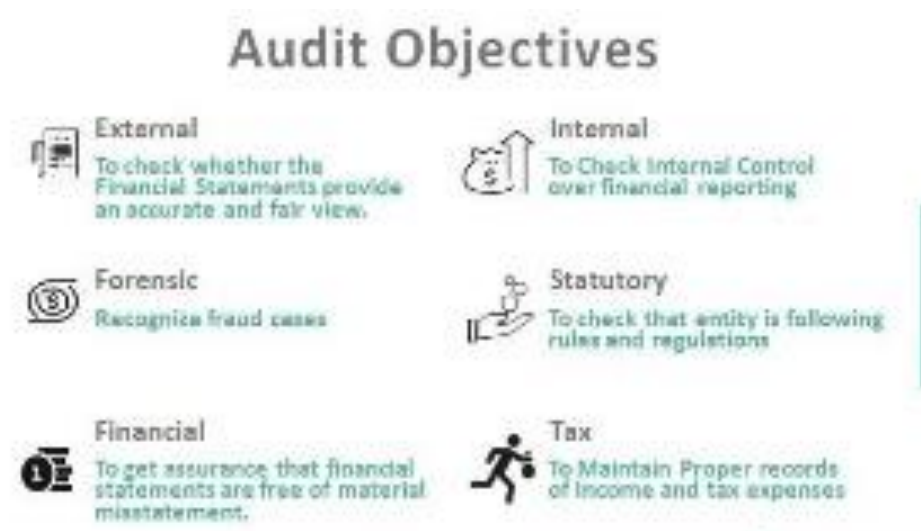 Audit Objectives
External
To check whether the
Financial Statements provide
an accurate and fair view.
Internal
To Check Internal Control
over financial reporting
Forensic
Recognize fraud cases
Statutory
To check that entity is following
rules and regulations
Financial
To get assurance that financial
statements are free of material
misstatement.
Tax
To Maintain Proper records
of Income and tax expenses